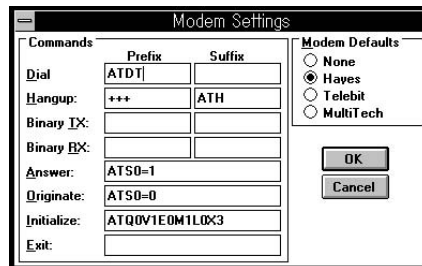 Modem Settings
Commands
Prefix Suffix
Dial ATDT
Hangup: +++ ATH
Binary TX:
Binary RX:
Answer: ATS0=1
Originate: ATS0=0
Initialize: ATQ0V1E0M1L0X3
Exit:
Modem Defaults
None
Hayes
Telebit
MultiTech
OK
Cancel